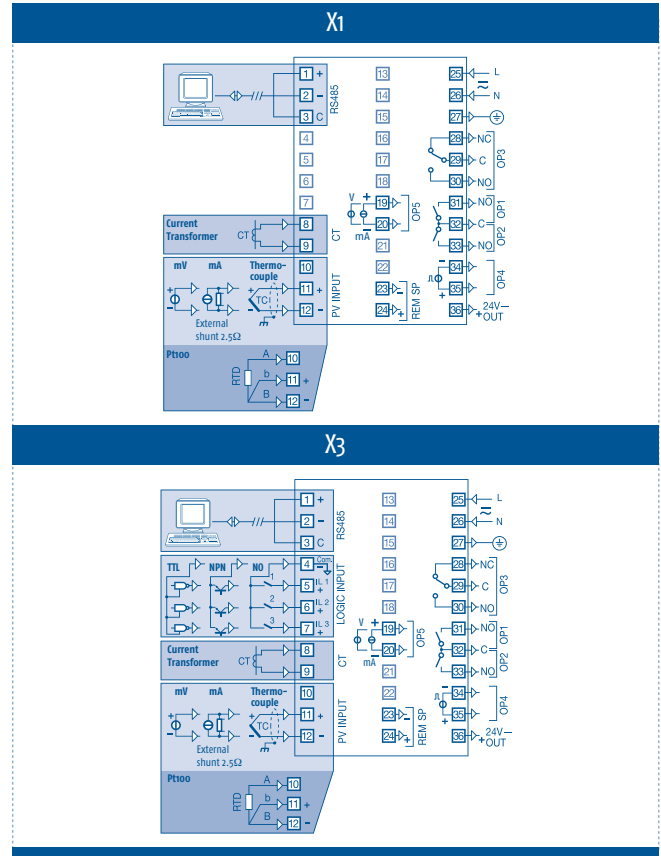 X1
1 + 13 25 L
2 - 14 26 N
3 C 15 27
RS485
4 16 28 NC
5 17 29 C
6 18 30 NO
OP3
7 V + 19 31 NO OP1
Current Transformer CT 8 mA - 20 32 C
OP5
9 21 33 NO OP2
CT
mV mA Thermo-
couple
10 22 34 -
+ + TC 11 + 23 - 35 +
OP4
- 12 - 24 + 36 + 24V OUT
PV INPUT
REM SP
External
shunt 2.5Ω
Pt100
RTD
A 10
b 11 +
B 12 -
X3
1 + 13 25 L
2 - 14 26 N
3 C 15 27
RS485
TTL NPN NO 4 Com. - 16 28 NC
1 5 IL 1 + 17 29 C
2 6 IL 2 + 18 30 NO
OP3
3 7 IL 3 + V + 19 31 NO OP1
LOGIC INPUT
Current Transformer CT 8 mA - 20 32 C
OP5
9 21 33 NO OP2
CT
mV mA Thermo-
couple
10 22 34 -
+ + TC 11 + 23 - 35 +
OP4
- 12 - 24 + 36 + 24V OUT
PV INPUT
REM SP
External
shunt 2.5Ω
Pt100
RTD
A 10
b 11 +
B 12 -